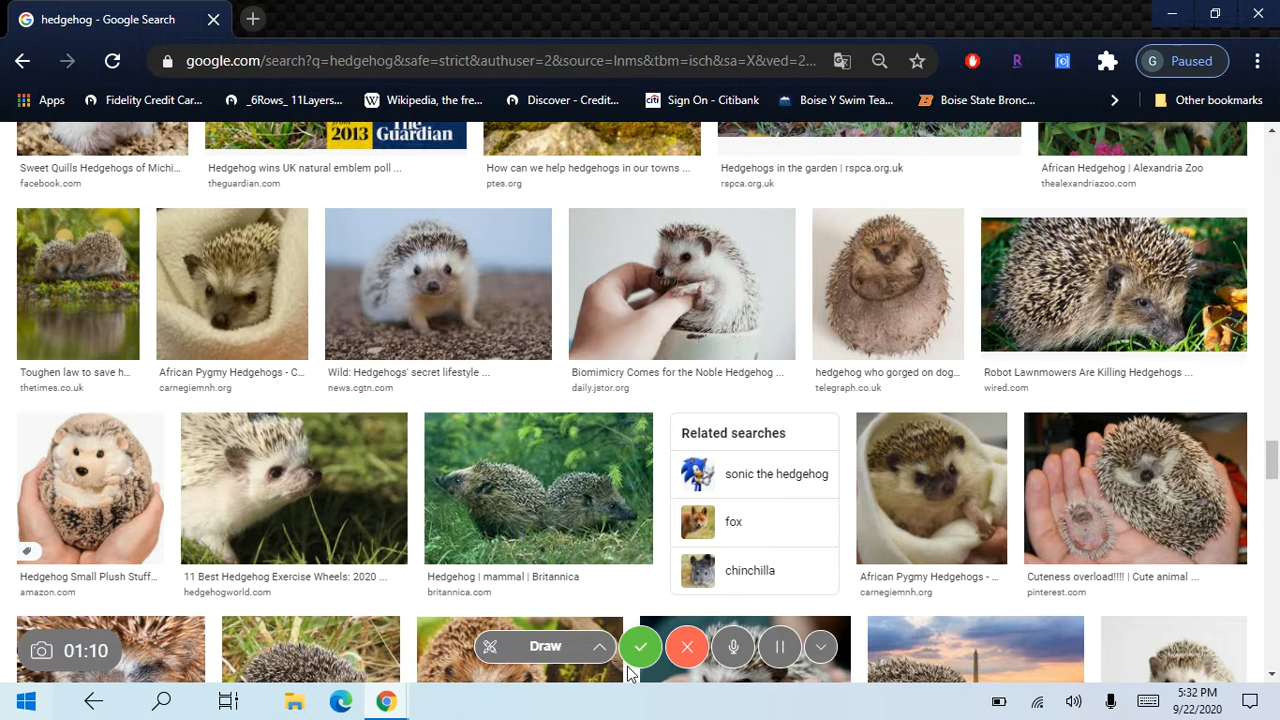 hedgehog - Google Search
google.com/search?q=hedgehog&safe=strict&authuser=2&source=lnms&tbm=isch&sa=X&ved=2...
G Paused
Apps Fidelity Credit Car... _6Rows_ 11Layers... Wikipedia, the fre... Discover - Credit... Sign On - Citibank Boise Y Swim Tea... Boise State Bronc... Other bookmarks
2013 The Guardian
Sweet Quills Hedgehogs of Michi... Hedgehog wins UK natural emblem poll ... How can we help hedgehogs in our towns ... Hedgehogs in the garden | rspca.org.uk African Hedgehog | Alexandria Zoo
facebook.com theguardian.com ptes.org rspca.org.uk thealexandriazoo.com
Toughen law to save h... African Pygmy Hedgehogs - C... Wild: Hedgehogs' secret lifestyle ... Biomimicry Comes for the Noble Hedgehog ... hedgehog who gorged on dog... Robot Lawnmowers Are Killing Hedgehogs ...
thetimes.co.uk carnegiemnh.org news.cgtn.com daily.jstor.org telegraph.co.uk wired.com
Related searches
sonic the hedgehog
fox
chinchilla
Hedgehog Small Plush Stuff... 11 Best Hedgehog Exercise Wheels: 2020 ... Hedgehog | mammal | Britannica African Pygmy Hedgehogs - ... Cuteness overload!!!! | Cute animal ...
amazon.com hedgehogworld.com britannica.com carnegiemnh.org pinterest.com
01:10 Draw
5:32 PM
9/22/2020